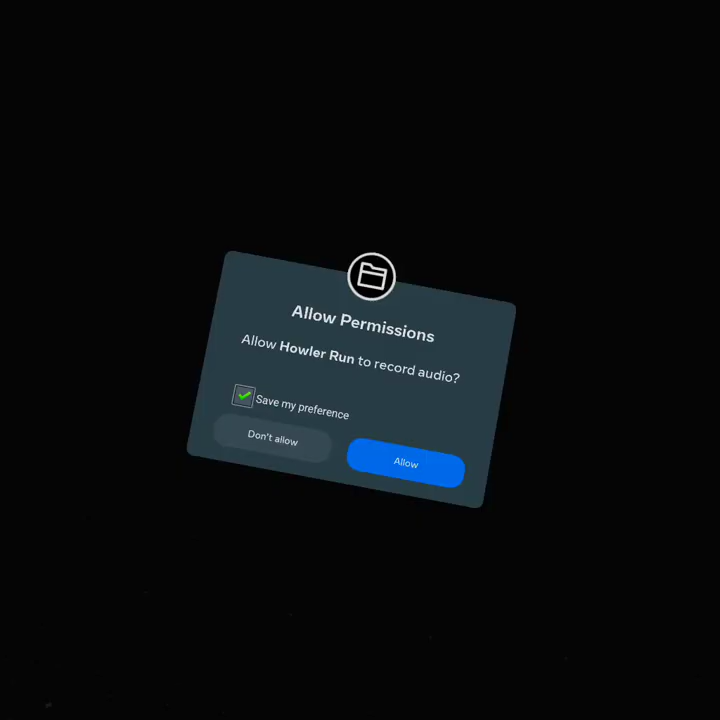 Allow Permissions
Allow Howler Run to record audio?
Save my preference
Don't allow
Allow